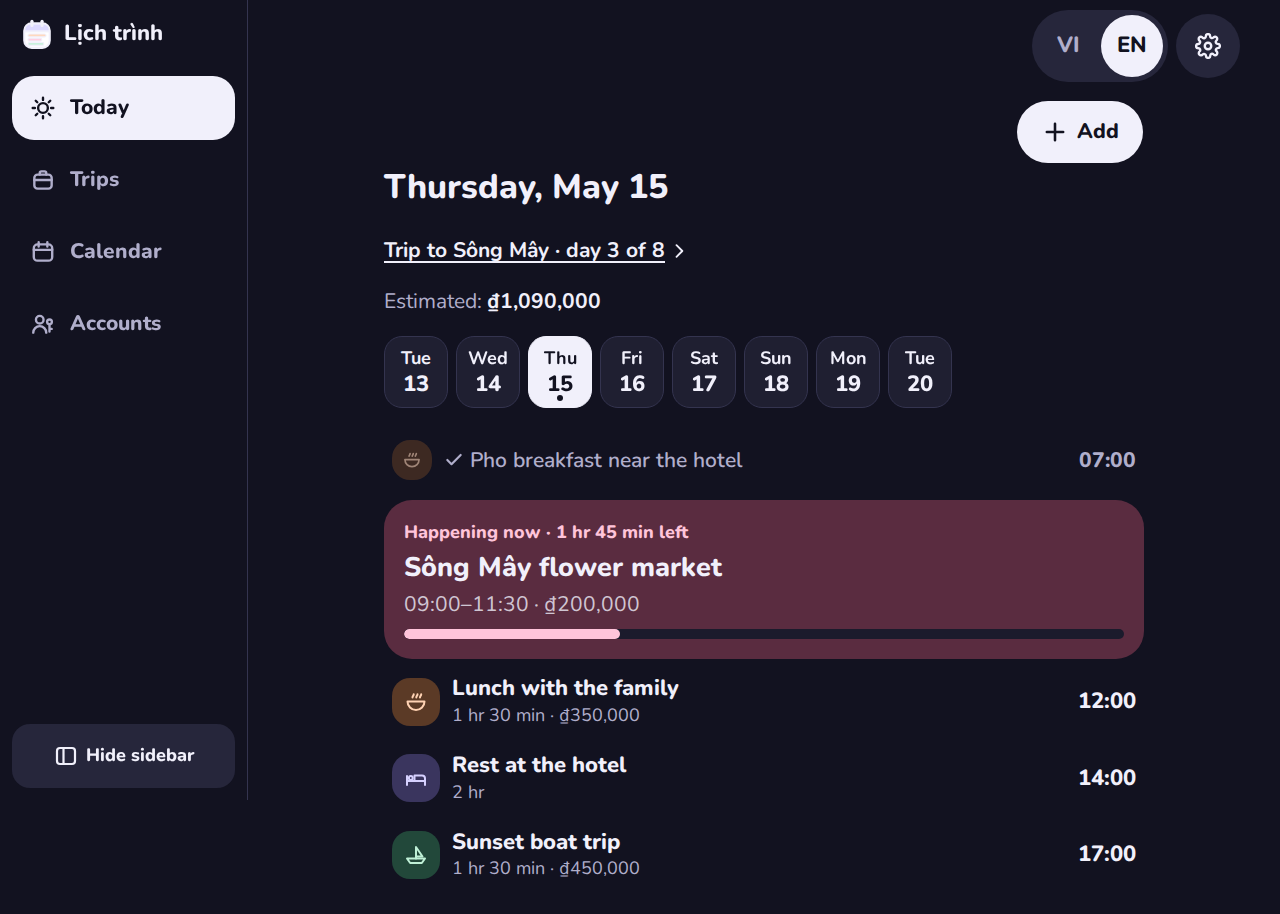 Lịch trình
Today
Trips
Calendar
Accounts
Hide sidebar
VI
EN
Add
Thursday, May 15
Trip to Sông Mây · day 3 of 8
Estimated: ₫1,090,000
Tue 13
Wed 14
Thu 15
Fri 16
Sat 17
Sun 18
Mon 19
Tue 20
Pho breakfast near the hotel 07:00
Happening now · 1 hr 45 min left
Sông Mây flower market
09:00–11:30 · ₫200,000
Lunch with the family 12:00
1 hr 30 min · ₫350,000
Rest at the hotel 14:00
2 hr
Sunset boat trip 17:00
1 hr 30 min · ₫450,000